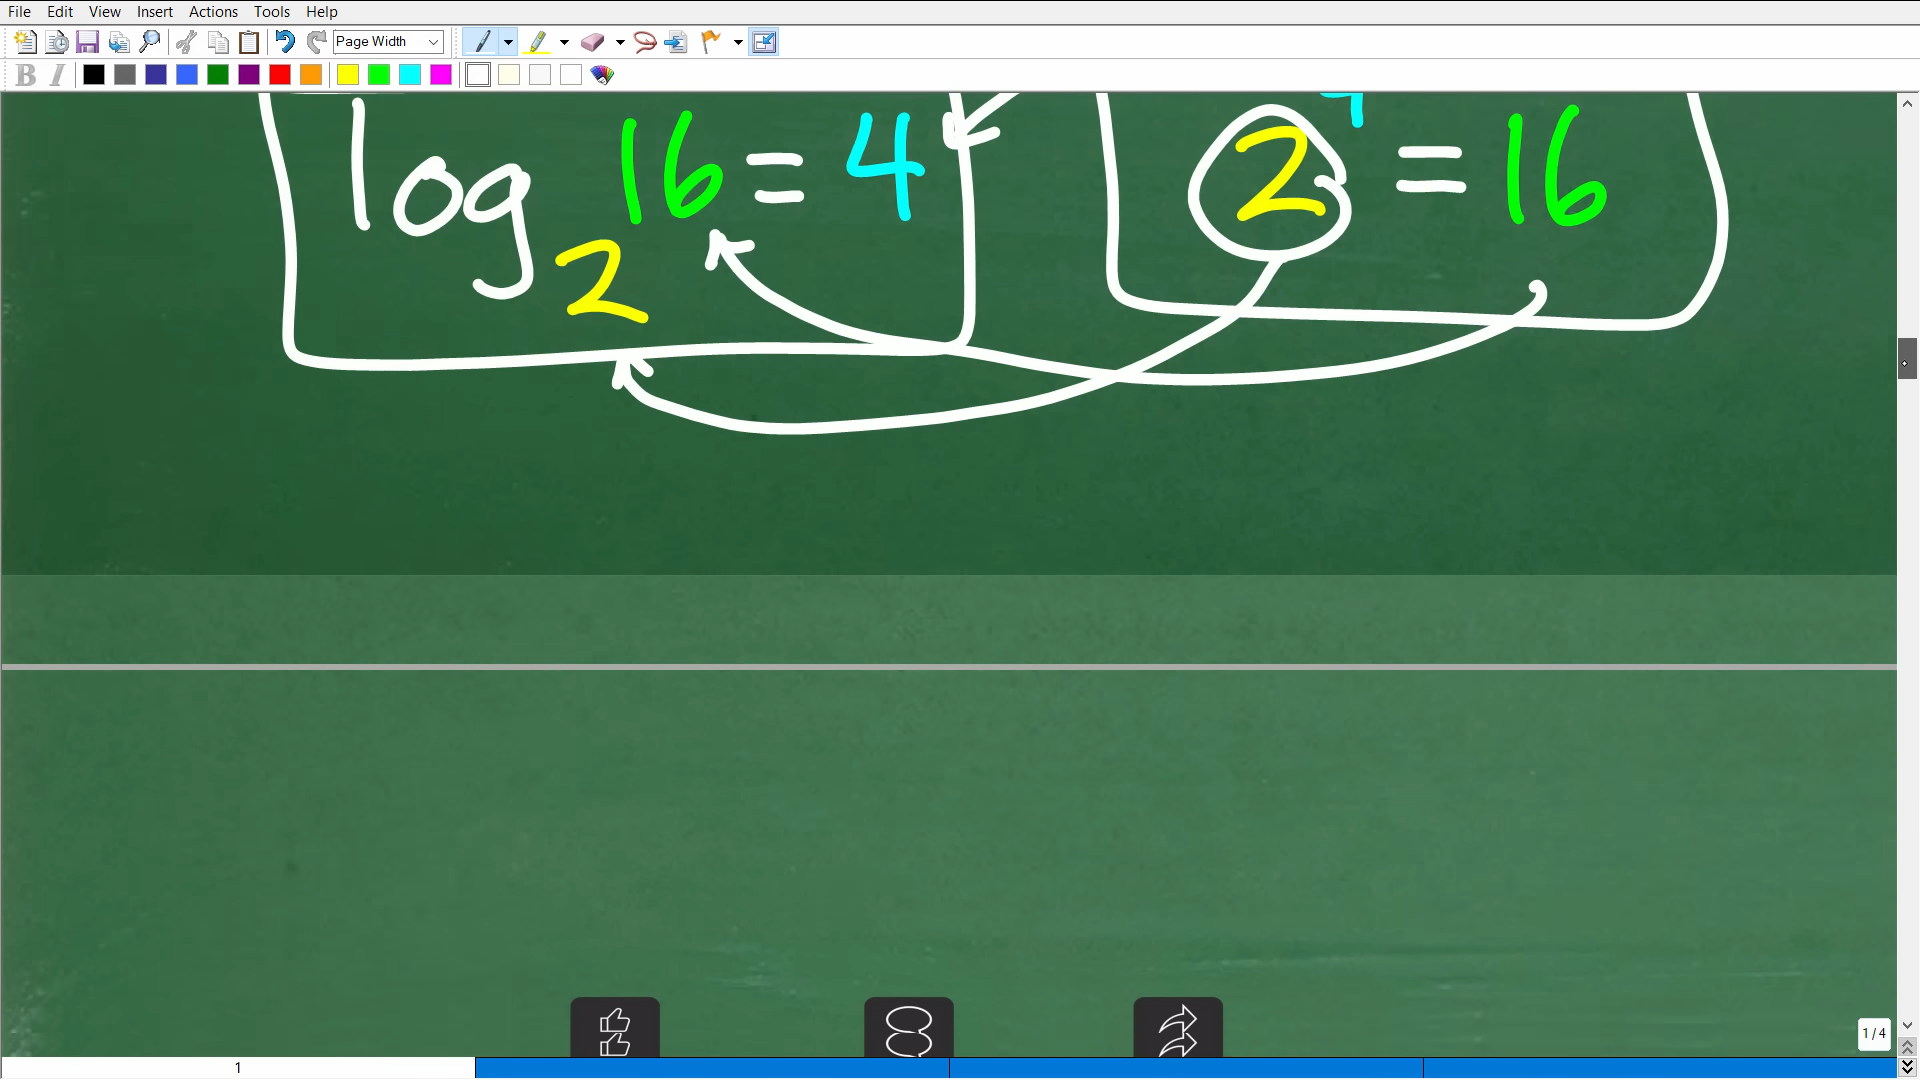 File Edit View Insert Actions Tools Help
Page Width
B I
log₂ 16 = 4
2⁴ = 16
1 / 4
1